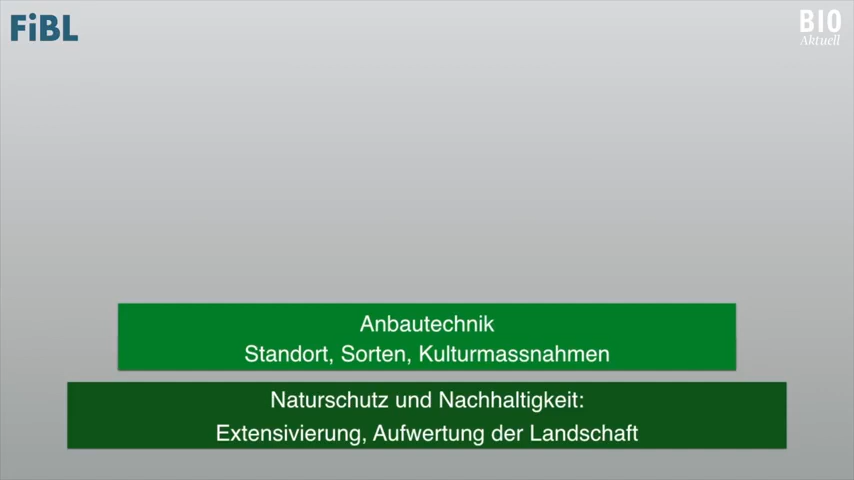 FiBL
BIO
Aktuell
Anbautechnik
Standort, Sorten, Kulturmassnahmen
Naturschutz und Nachhaltigkeit:
Extensivierung, Aufwertung der Landschaft